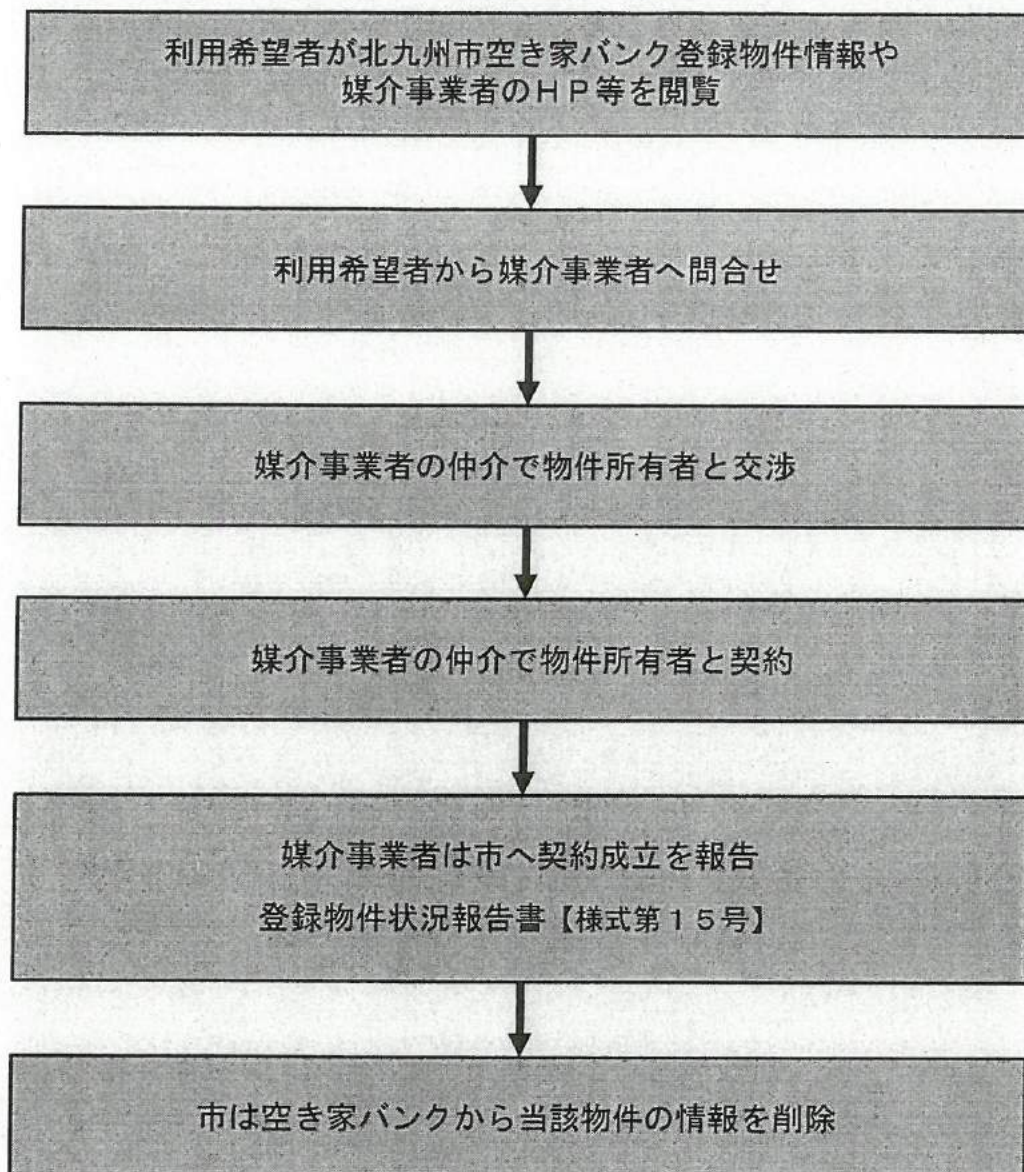 利用希望者が北九州市空き家バンク登録物件情報や
媒介事業者のＨＰ等を閲覧
利用希望者から媒介事業者へ問合せ
媒介事業者の仲介で物件所有者と交渉
媒介事業者の仲介で物件所有者と契約
媒介事業者は市へ契約成立を報告
登録物件状況報告書【様式第１５号】
市は空き家バンクから当該物件の情報を削除